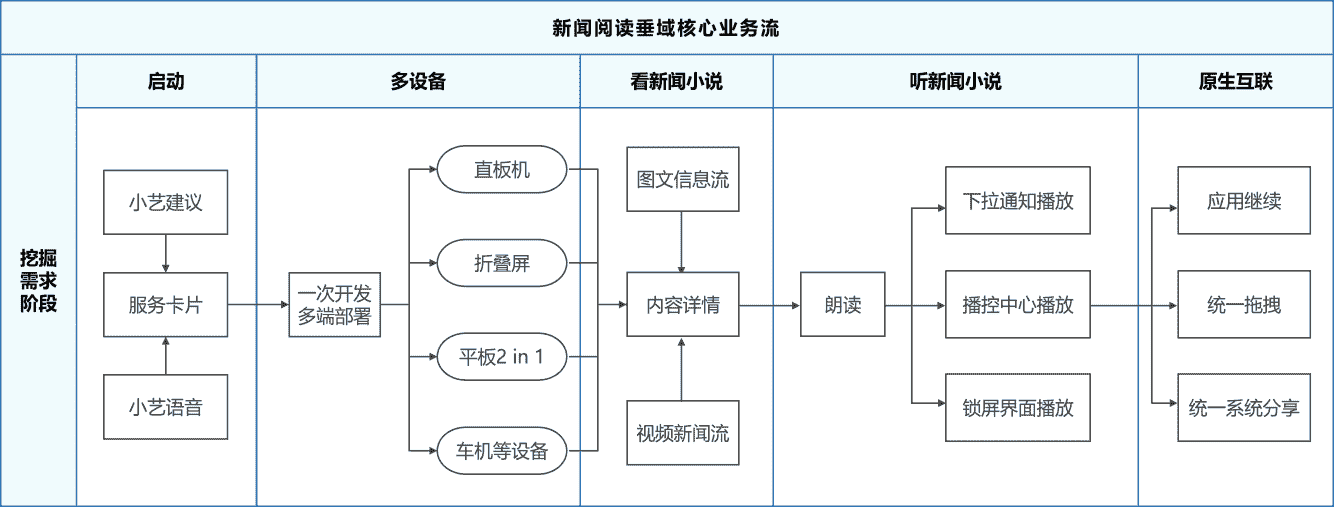 新闻阅读垂域核心业务流
启动
多设备
看新闻小说
听新闻小说
原生互联
挖掘
需求
阶段
小艺建议
服务卡片
小艺语音
一次开发
多端部署
直板机
折叠屏
平板2 in 1
车机等设备
图文信息流
内容详情
视频新闻流
朗读
下拉通知播放
播控中心播放
锁屏界面播放
应用继续
统一拖拽
统一系统分享